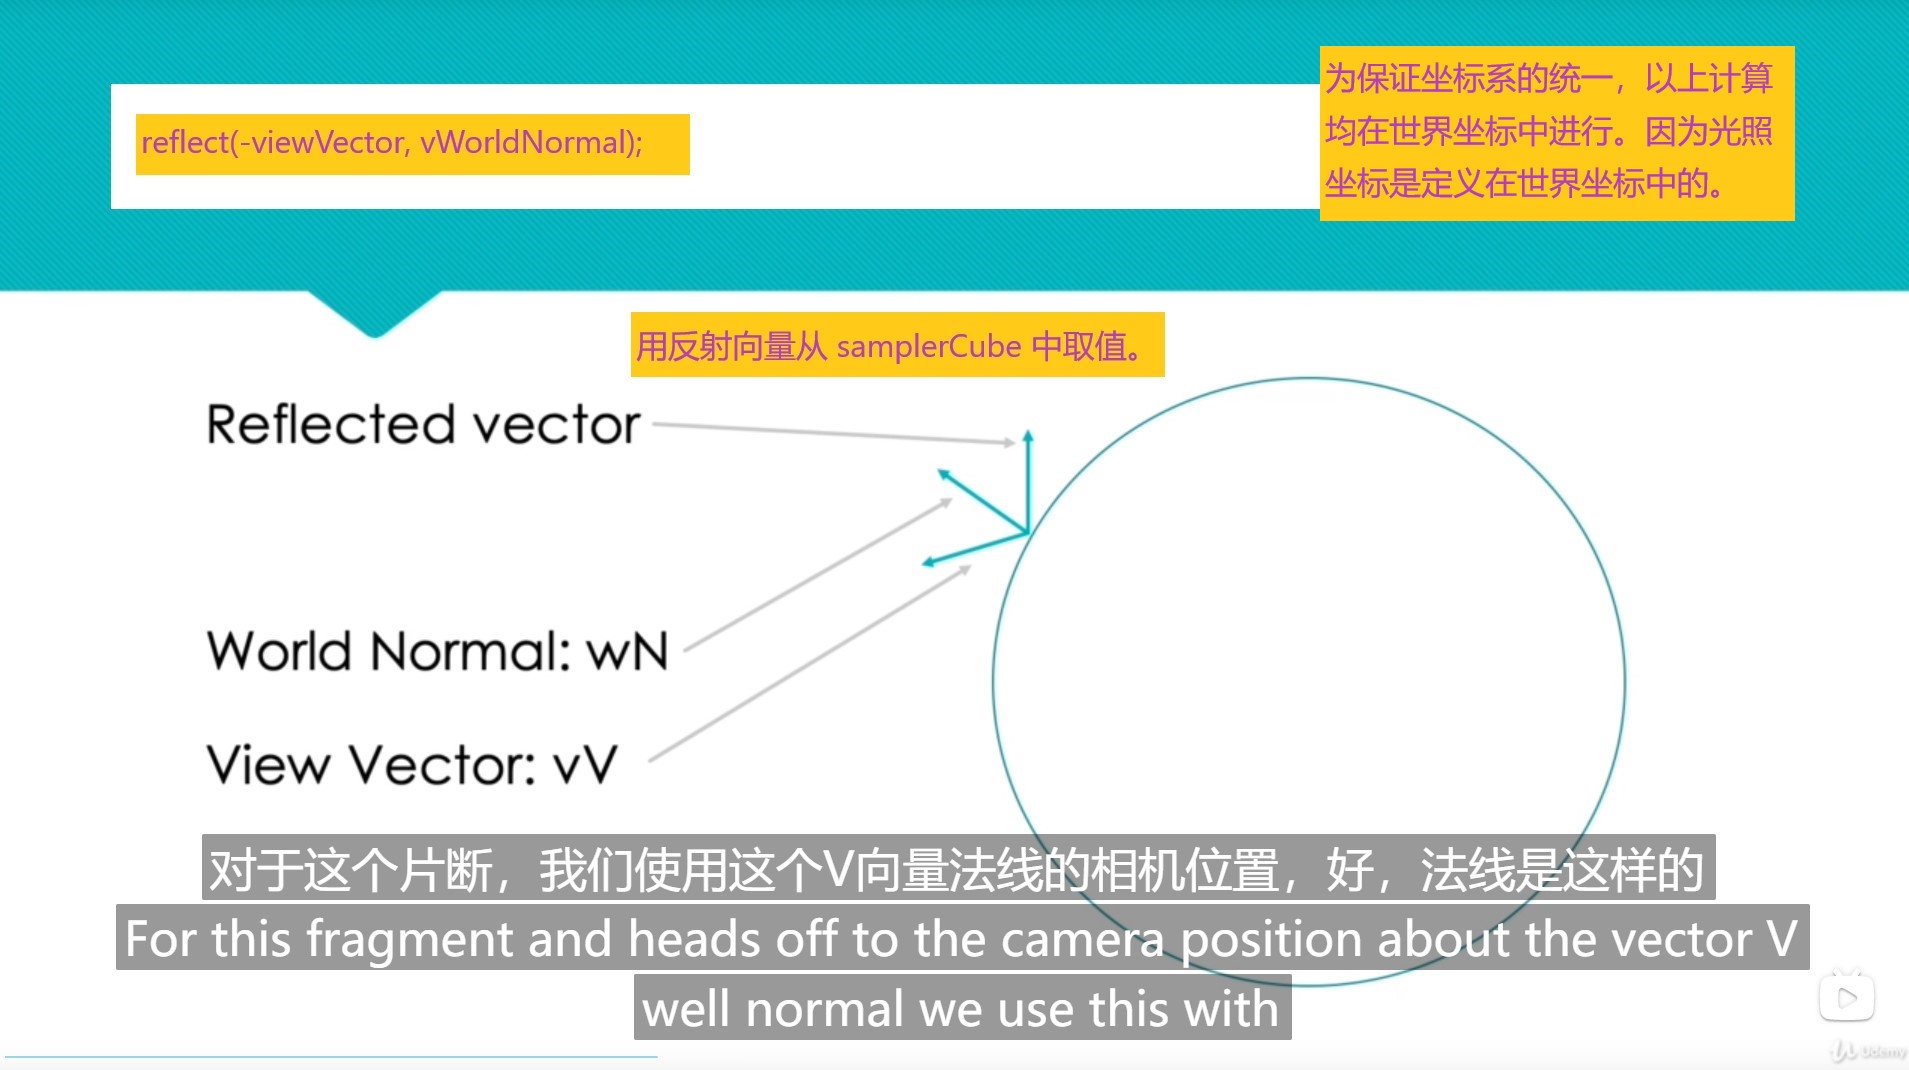 reflect(-viewVector, vWorldNormal);
为保证坐标系的统一，以上计算
均在世界坐标中进行。因为光照
坐标是定义在世界坐标中的。
用反射向量从 samplerCube 中取值。
Reflected vector
World Normal: wN
View Vector: vV
对于这个片断，我们使用这个V向量法线的相机位置，好，法线是这样的
For this fragment and heads off to the camera position about the vector V
well normal we use this with
Udemy